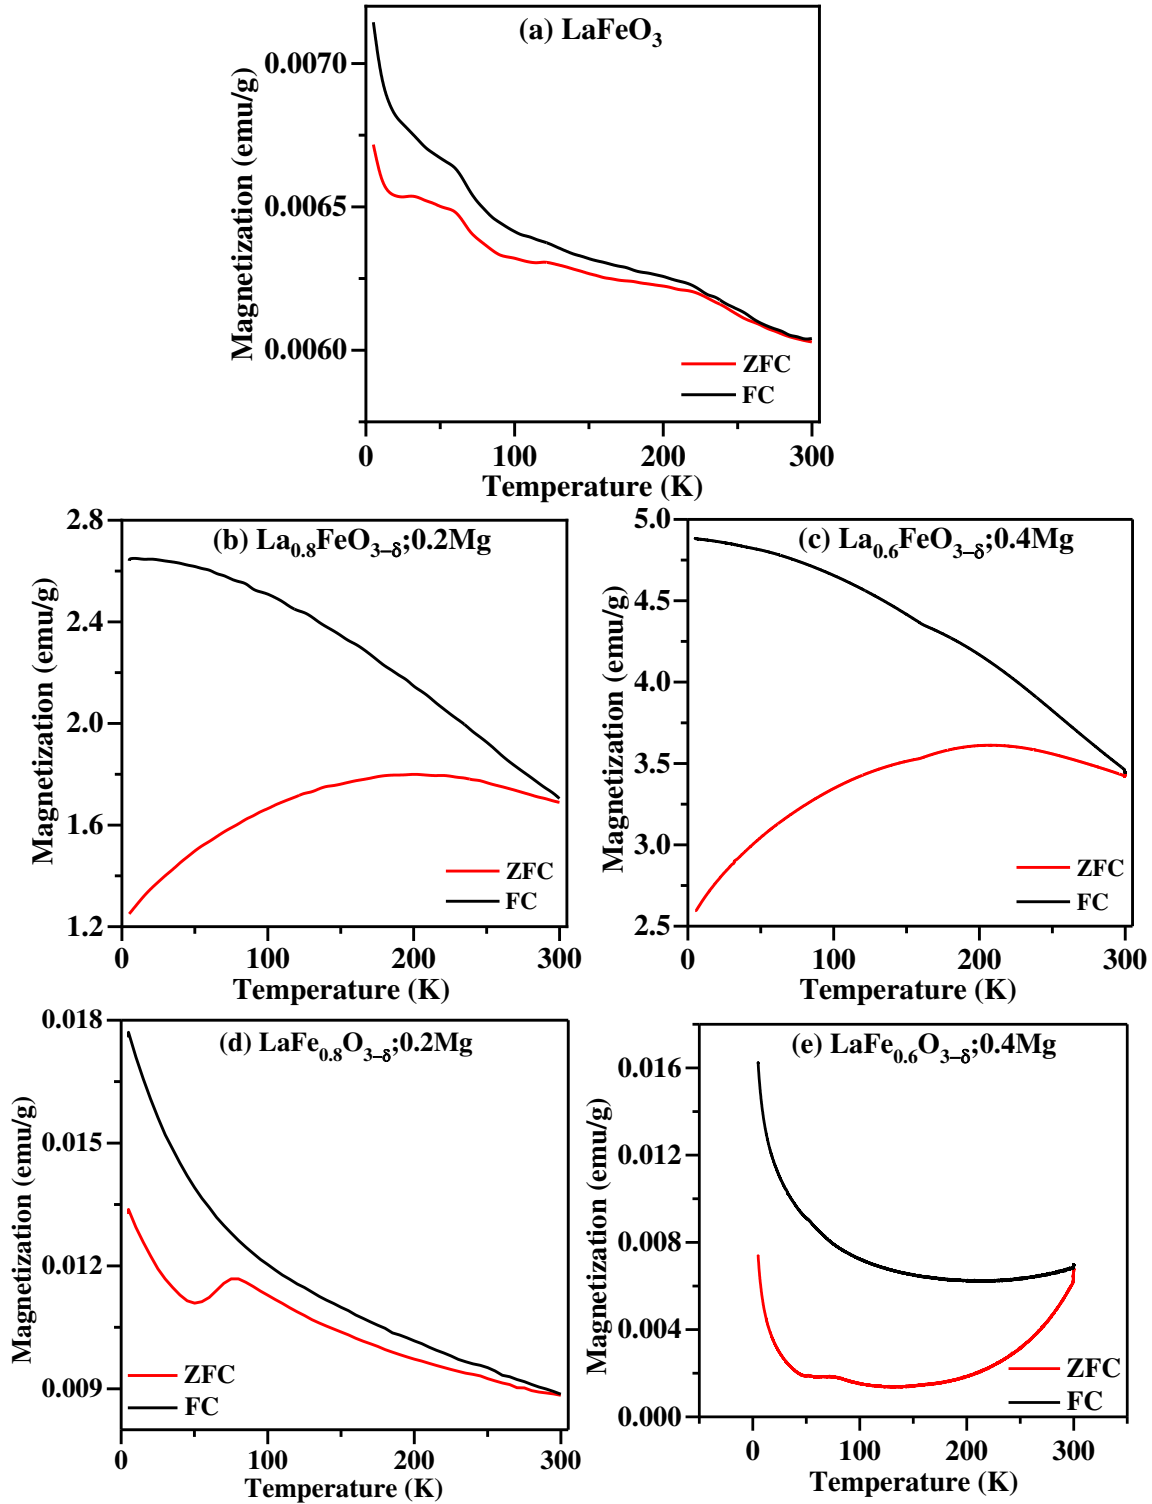 (a) LaFeO₃
Magnetization (emu/g)
0.0070
0.0065
0.0060
ZFC
FC
0 100 200 300
Temperature (K)
(b) La₀.₈FeO₃₋δ;0.2Mg
Magnetization (emu/g)
2.8
2.4
2.0
1.6
1.2
ZFC
FC
0 100 200 300
Temperature (K)
(c) La₀.₆FeO₃₋δ;0.4Mg
Magnetization (emu/g)
5.0
4.5
4.0
3.5
3.0
2.5
ZFC
FC
0 100 200 300
Temperature (K)
(d) LaFe₀.₈O₃₋δ;0.2Mg
Magnetization (emu/g)
0.018
0.015
0.012
0.009
ZFC
FC
0 100 200 300
Temperature (K)
(e) LaFe₀.₆O₃₋δ;0.4Mg
Magnetization (emu/g)
0.016
0.012
0.008
0.004
0.000
ZFC
FC
0 100 200 300
Temperature (K)